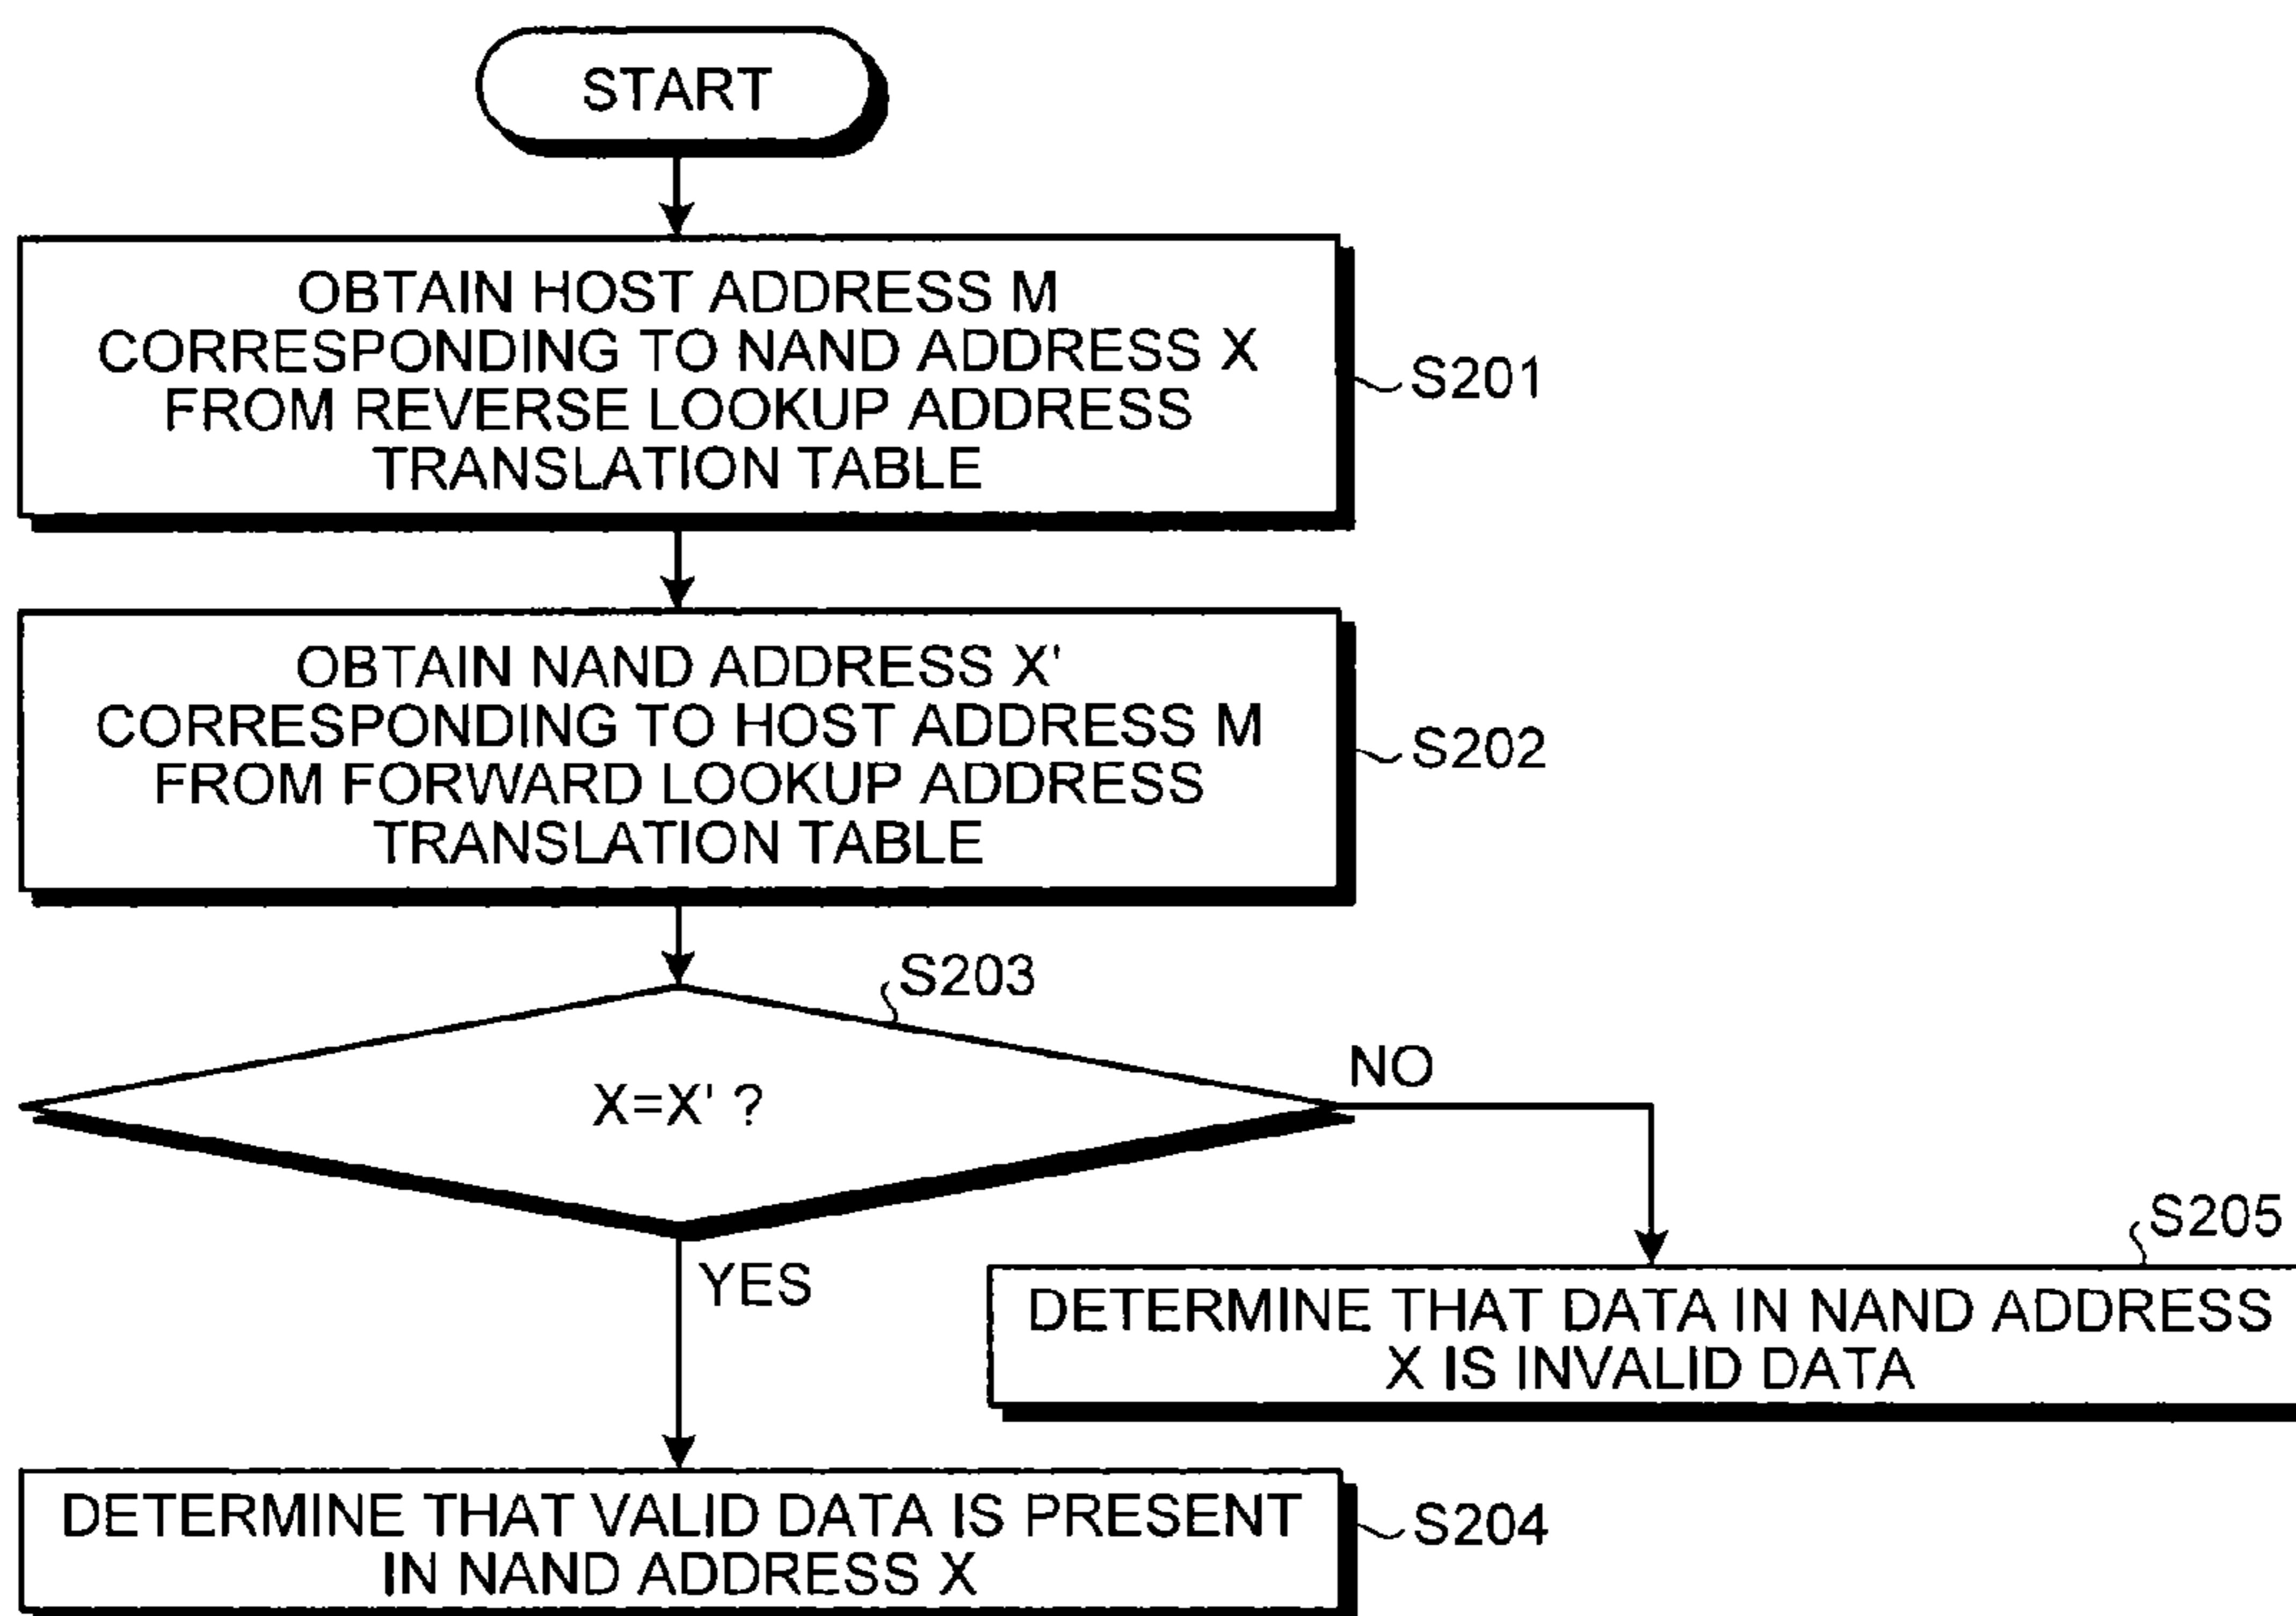 START
OBTAIN HOST ADDRESS M
CORRESPONDING TO NAND ADDRESS X
FROM REVERSE LOOKUP ADDRESS
TRANSLATION TABLE
S201
OBTAIN NAND ADDRESS X'
CORRESPONDING TO HOST ADDRESS M
FROM FORWARD LOOKUP ADDRESS
TRANSLATION TABLE
S202
S203
X=X' ?
NO
YES
S205
DETERMINE THAT DATA IN NAND ADDRESS
X IS INVALID DATA
DETERMINE THAT VALID DATA IS PRESENT
IN NAND ADDRESS X
S204